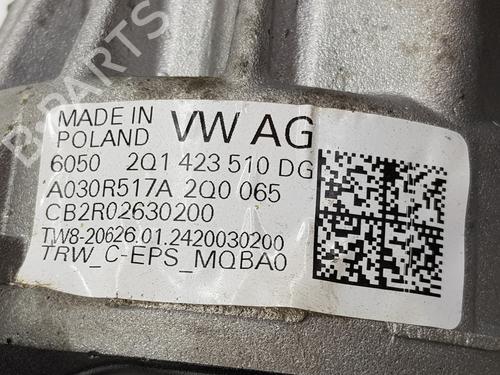 MADE IN POLAND VW AG
6050 2Q1 423 510 DG
A030R517A 2Q0 065
CB2R02630200
TW8-20626.01.2420030200
TRW_C-EPS_MQBA0
B-PARTS